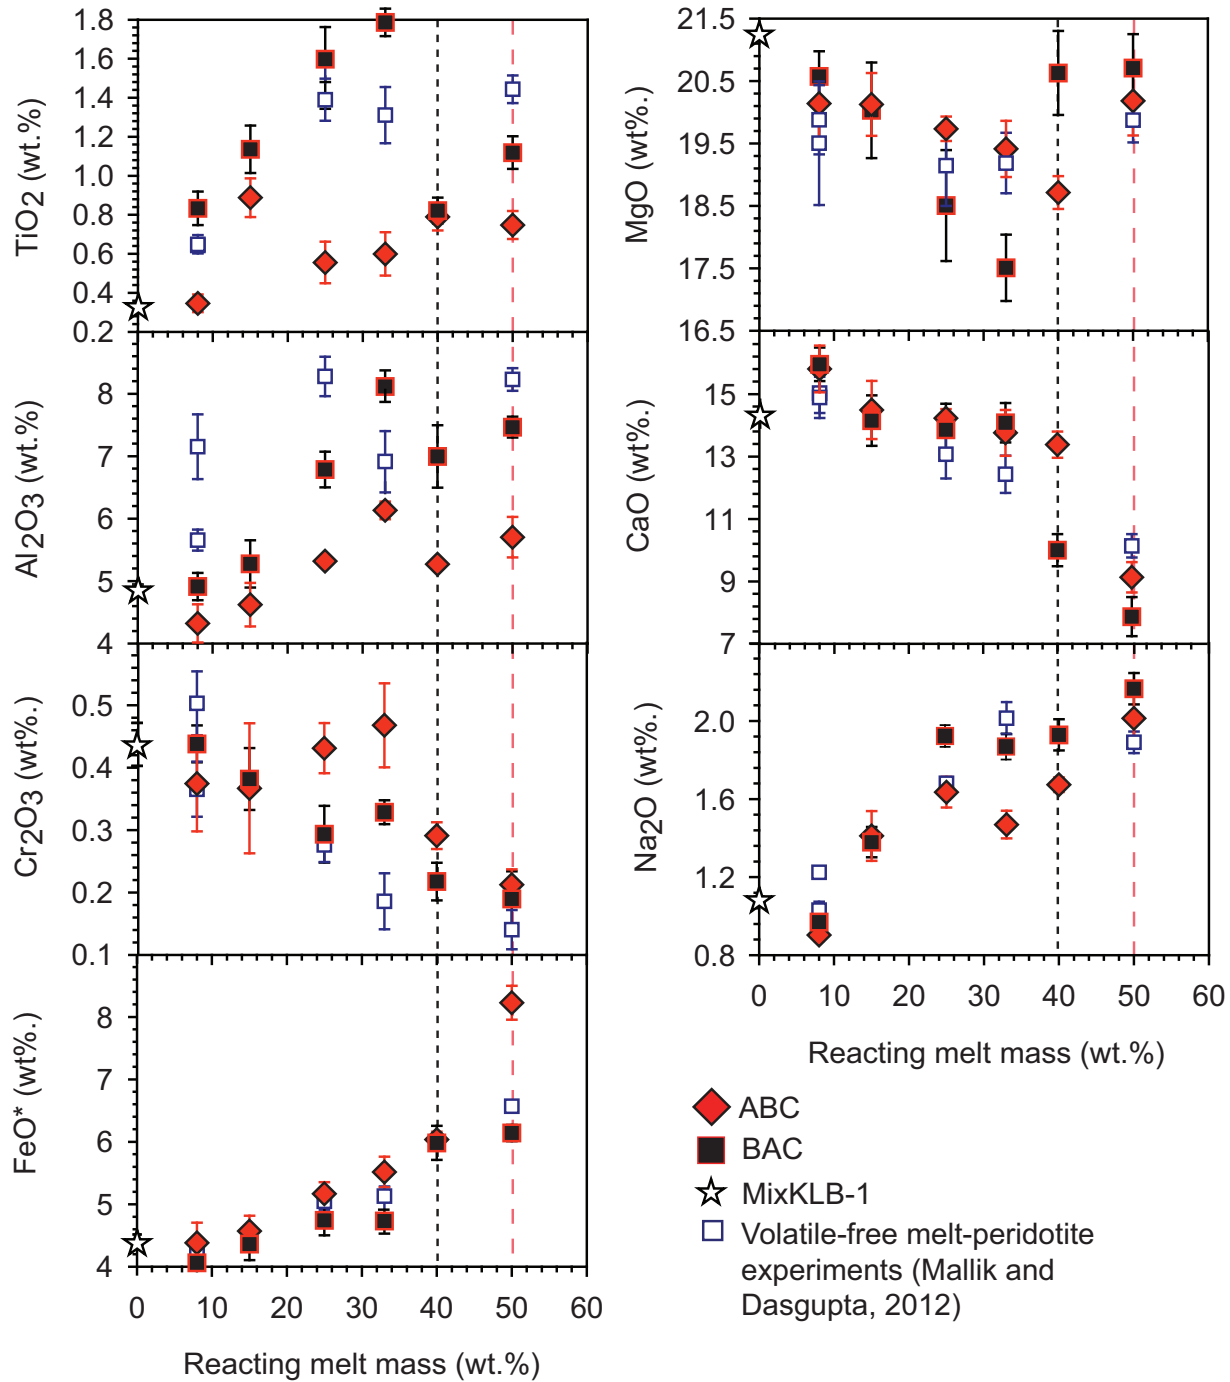 TiO2 (wt.%)
1.8
1.6
1.4
1.2
1.0
0.8
0.6
0.4
0.2
Al2O3 (wt.%)
8
7
6
5
4
Cr2O3 (wt%.)
0.5
0.4
0.3
0.2
0.1
FeO* (wt%.)
8
7
6
5
4
0 10 20 30 40 50 60
Reacting melt mass (wt.%)
MgO (wt%.)
21.5
20.5
19.5
18.5
17.5
16.5
CaO (wt%.)
15
13
11
9
7
Na2O (wt%.)
2.0
1.6
1.2
0.8
0 10 20 30 40 50 60
Reacting melt mass (wt.%)
ABC
BAC
MixKLB-1
Volatile-free melt-peridotite
experiments (Mallik and
Dasgupta, 2012)